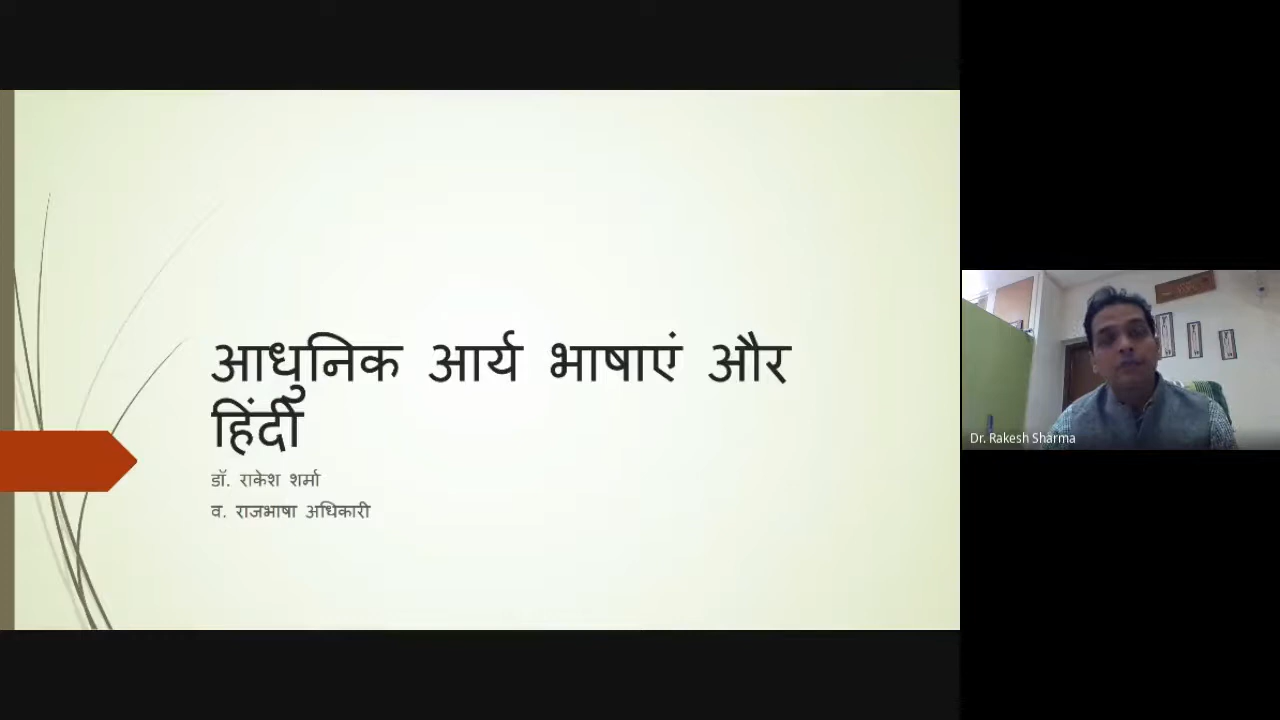 आधुनिक आर्य भाषाएं और
हिंदी
डॉ. राकेश शर्मा
व. राजभाषा अधिकारी
Dr. Rakesh Sharma